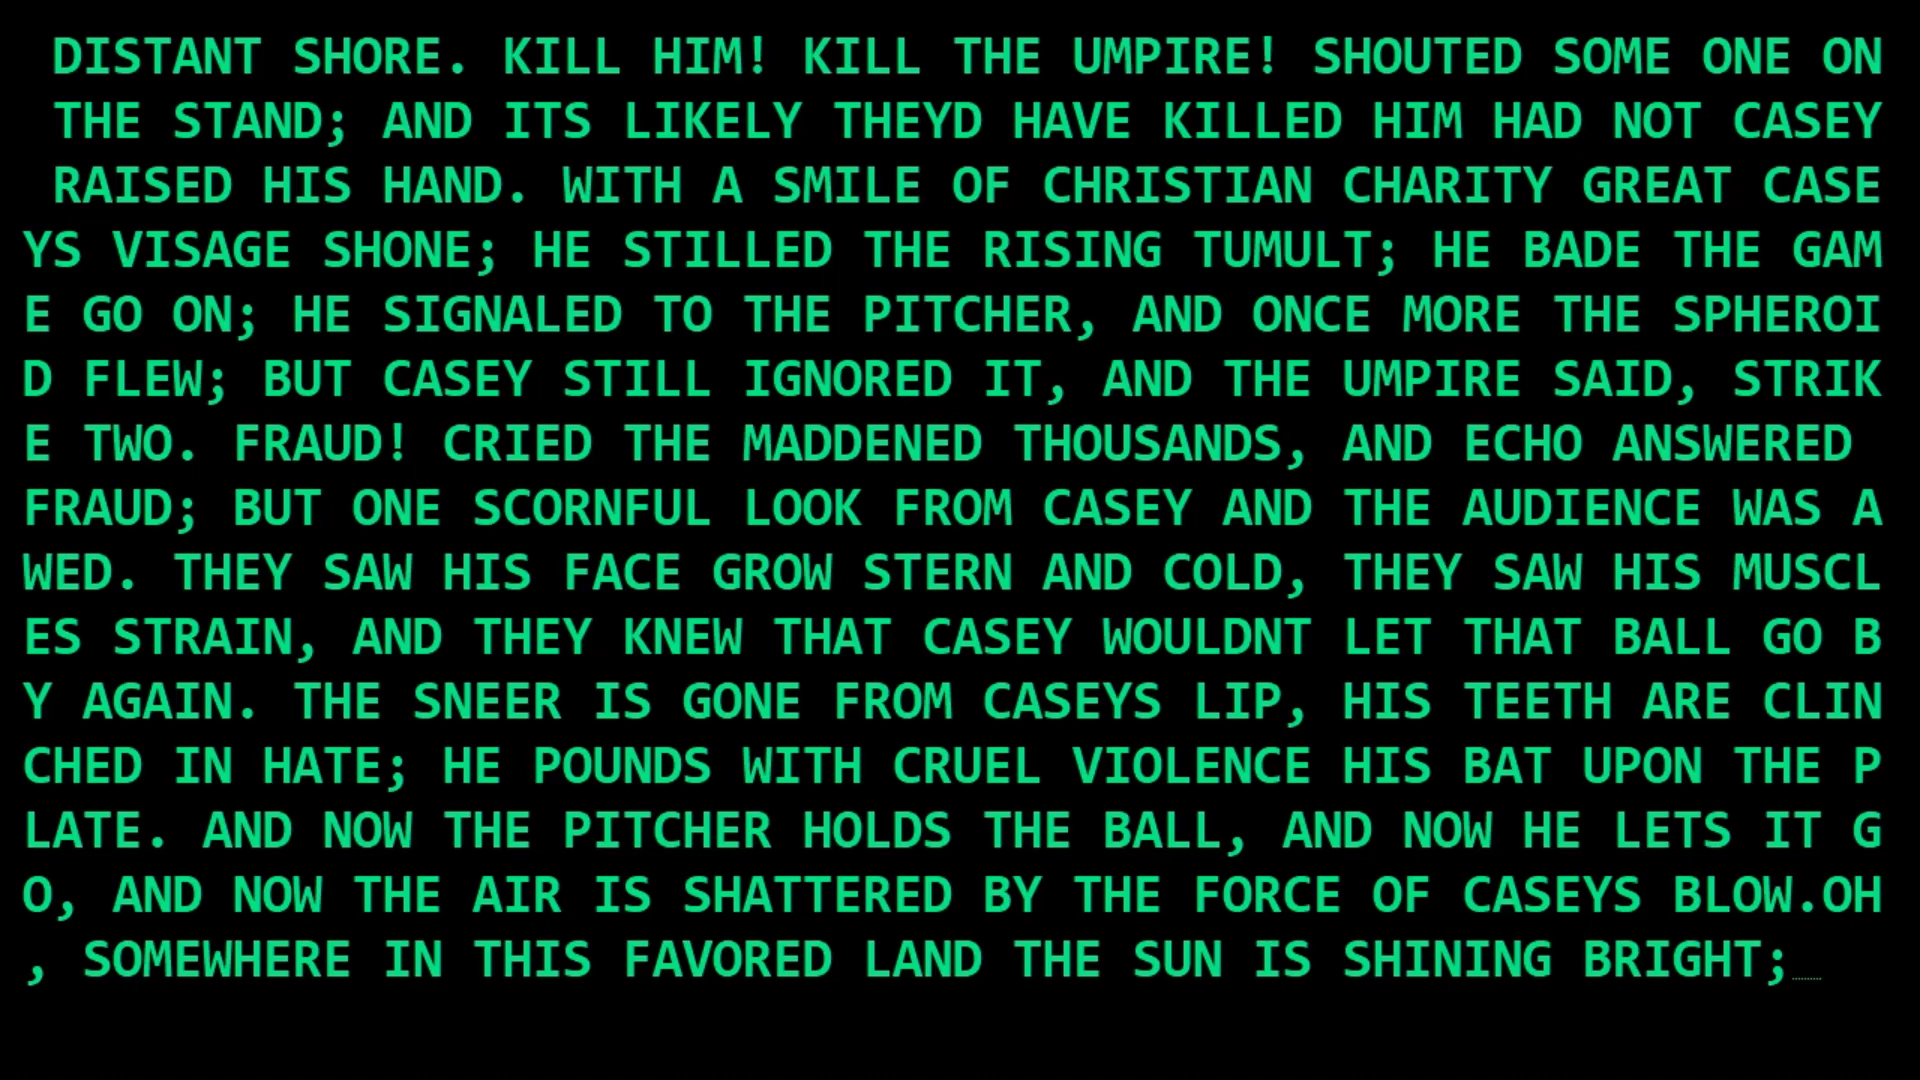 DISTANT SHORE. KILL HIM! KILL THE UMPIRE! SHOUTED SOME ONE ON
THE STAND; AND ITS LIKELY THEYD HAVE KILLED HIM HAD NOT CASEY
RAISED HIS HAND. WITH A SMILE OF CHRISTIAN CHARITY GREAT CASE
YS VISAGE SHONE; HE STILLED THE RISING TUMULT; HE BADE THE GAM
E GO ON; HE SIGNALED TO THE PITCHER, AND ONCE MORE THE SPHEROI
D FLEW; BUT CASEY STILL IGNORED IT, AND THE UMPIRE SAID, STRIK
E TWO. FRAUD! CRIED THE MADDENED THOUSANDS, AND ECHO ANSWERED
FRAUD; BUT ONE SCORNFUL LOOK FROM CASEY AND THE AUDIENCE WAS A
WED. THEY SAW HIS FACE GROW STERN AND COLD, THEY SAW HIS MUSCL
ES STRAIN, AND THEY KNEW THAT CASEY WOULDNT LET THAT BALL GO B
Y AGAIN. THE SNEER IS GONE FROM CASEYS LIP, HIS TEETH ARE CLIN
CHED IN HATE; HE POUNDS WITH CRUEL VIOLENCE HIS BAT UPON THE P
LATE. AND NOW THE PITCHER HOLDS THE BALL, AND NOW HE LETS IT G
O, AND NOW THE AIR IS SHATTERED BY THE FORCE OF CASEYS BLOW.OH
, SOMEWHERE IN THIS FAVORED LAND THE SUN IS SHINING BRIGHT;